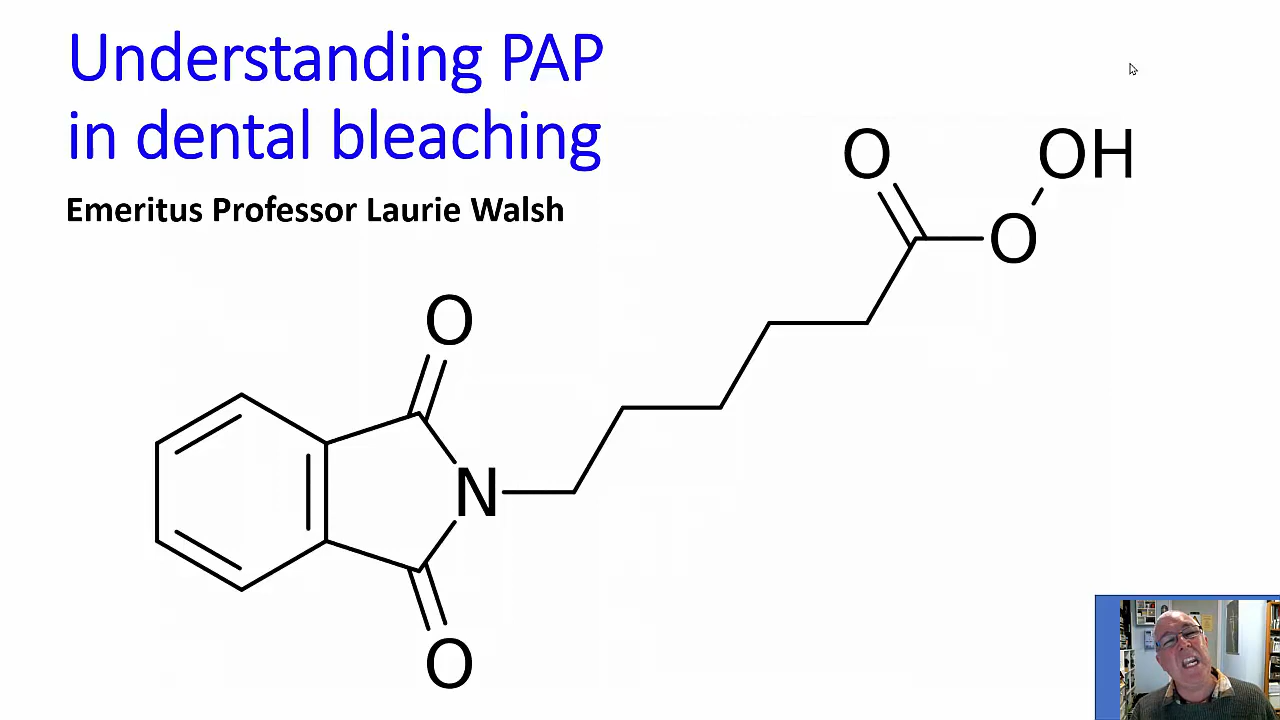 Understanding PAP
in dental bleaching
Emeritus Professor Laurie Walsh
O
OH
O
O
N
O